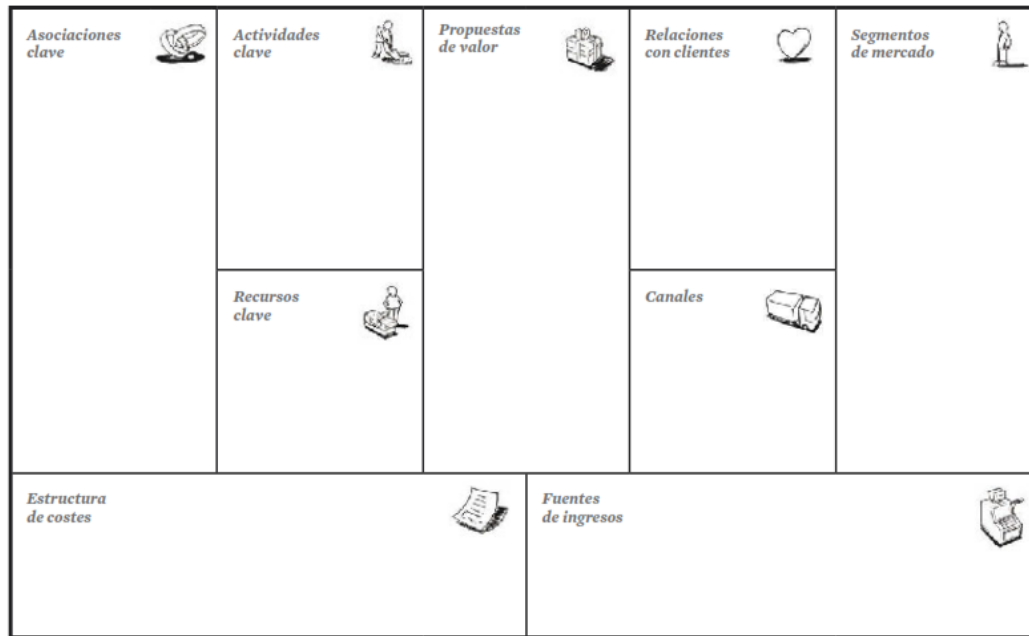 Asociaciones
clave
Actividades
clave
Propuestas
de valor
Relaciones
con clientes
Segmentos
de mercado
Recursos
clave
Canales
Estructura
de costes
Fuentes
de ingresos